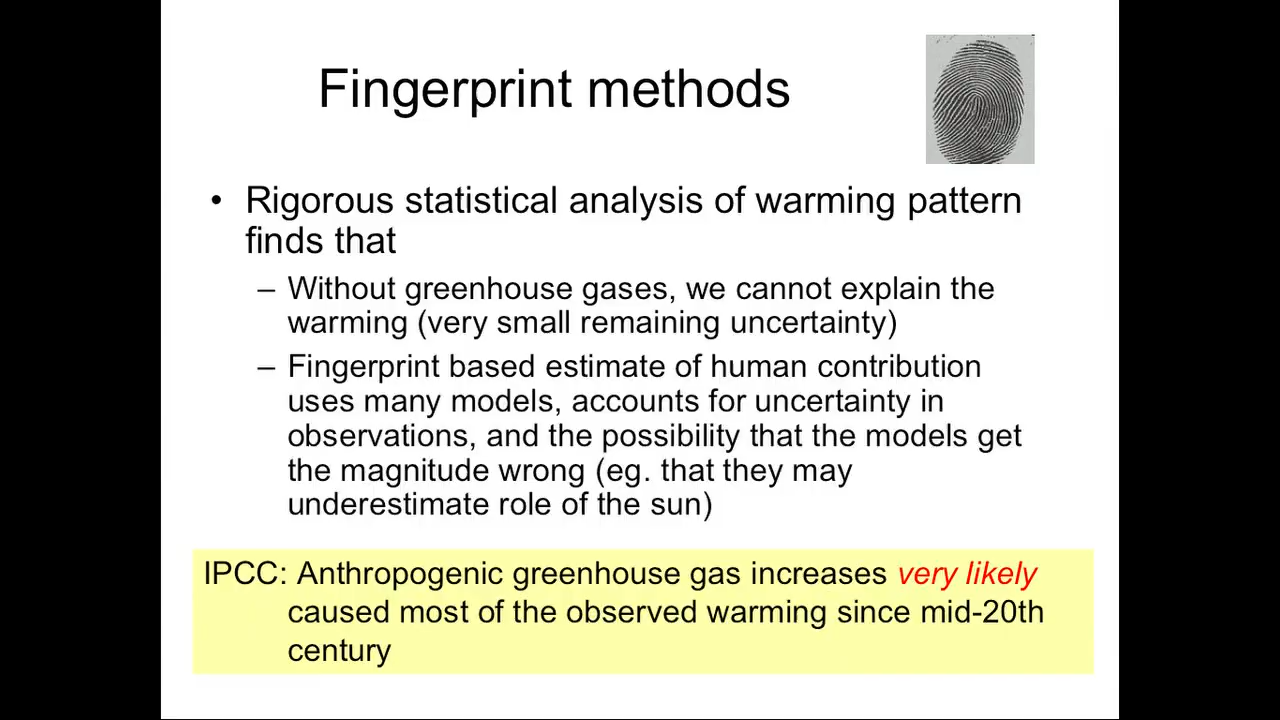 Fingerprint methods
• Rigorous statistical analysis of warming pattern
finds that
– Without greenhouse gases, we cannot explain the
warming (very small remaining uncertainty)
– Fingerprint based estimate of human contribution
uses many models, accounts for uncertainty in
observations, and the possibility that the models get
the magnitude wrong (eg. that they may
underestimate role of the sun)
IPCC: Anthropogenic greenhouse gas increases very likely
caused most of the observed warming since mid-20th
century